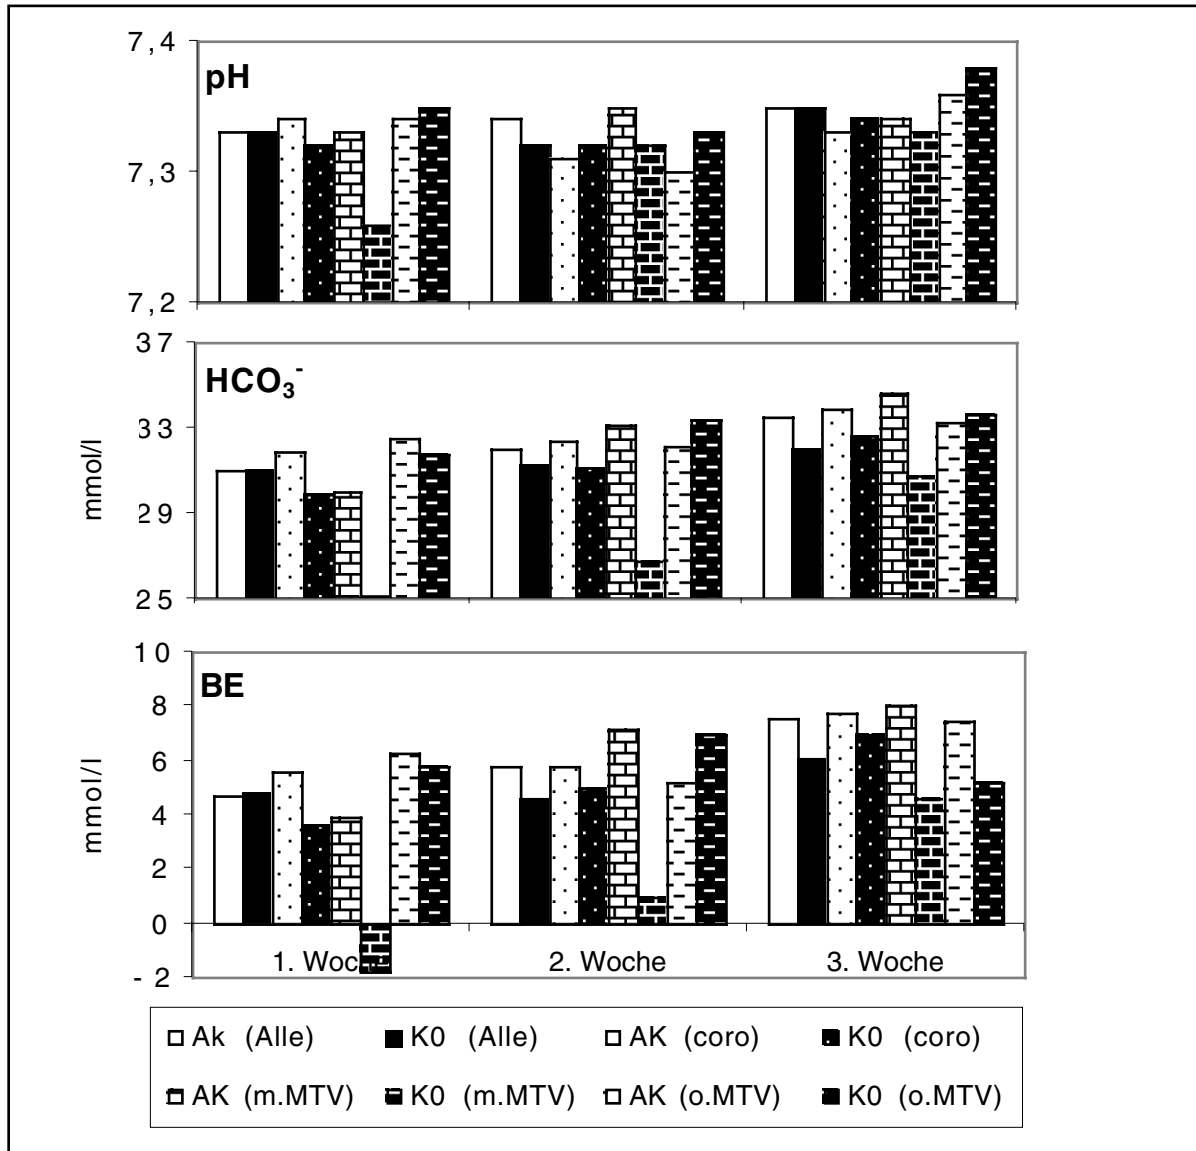 7,4
pH
7,3
7,2
37
HCO₃⁻
33
mmol/l
29
25
10
BE
8
6
mmol/l
4
2
0
1. Woche 2. Woche 3. Woche
- 2
Ak (Alle) K0 (Alle) AK (coro) K0 (coro)
AK (m.MTV) K0 (m.MTV) AK (o.MTV) K0 (o.MTV)